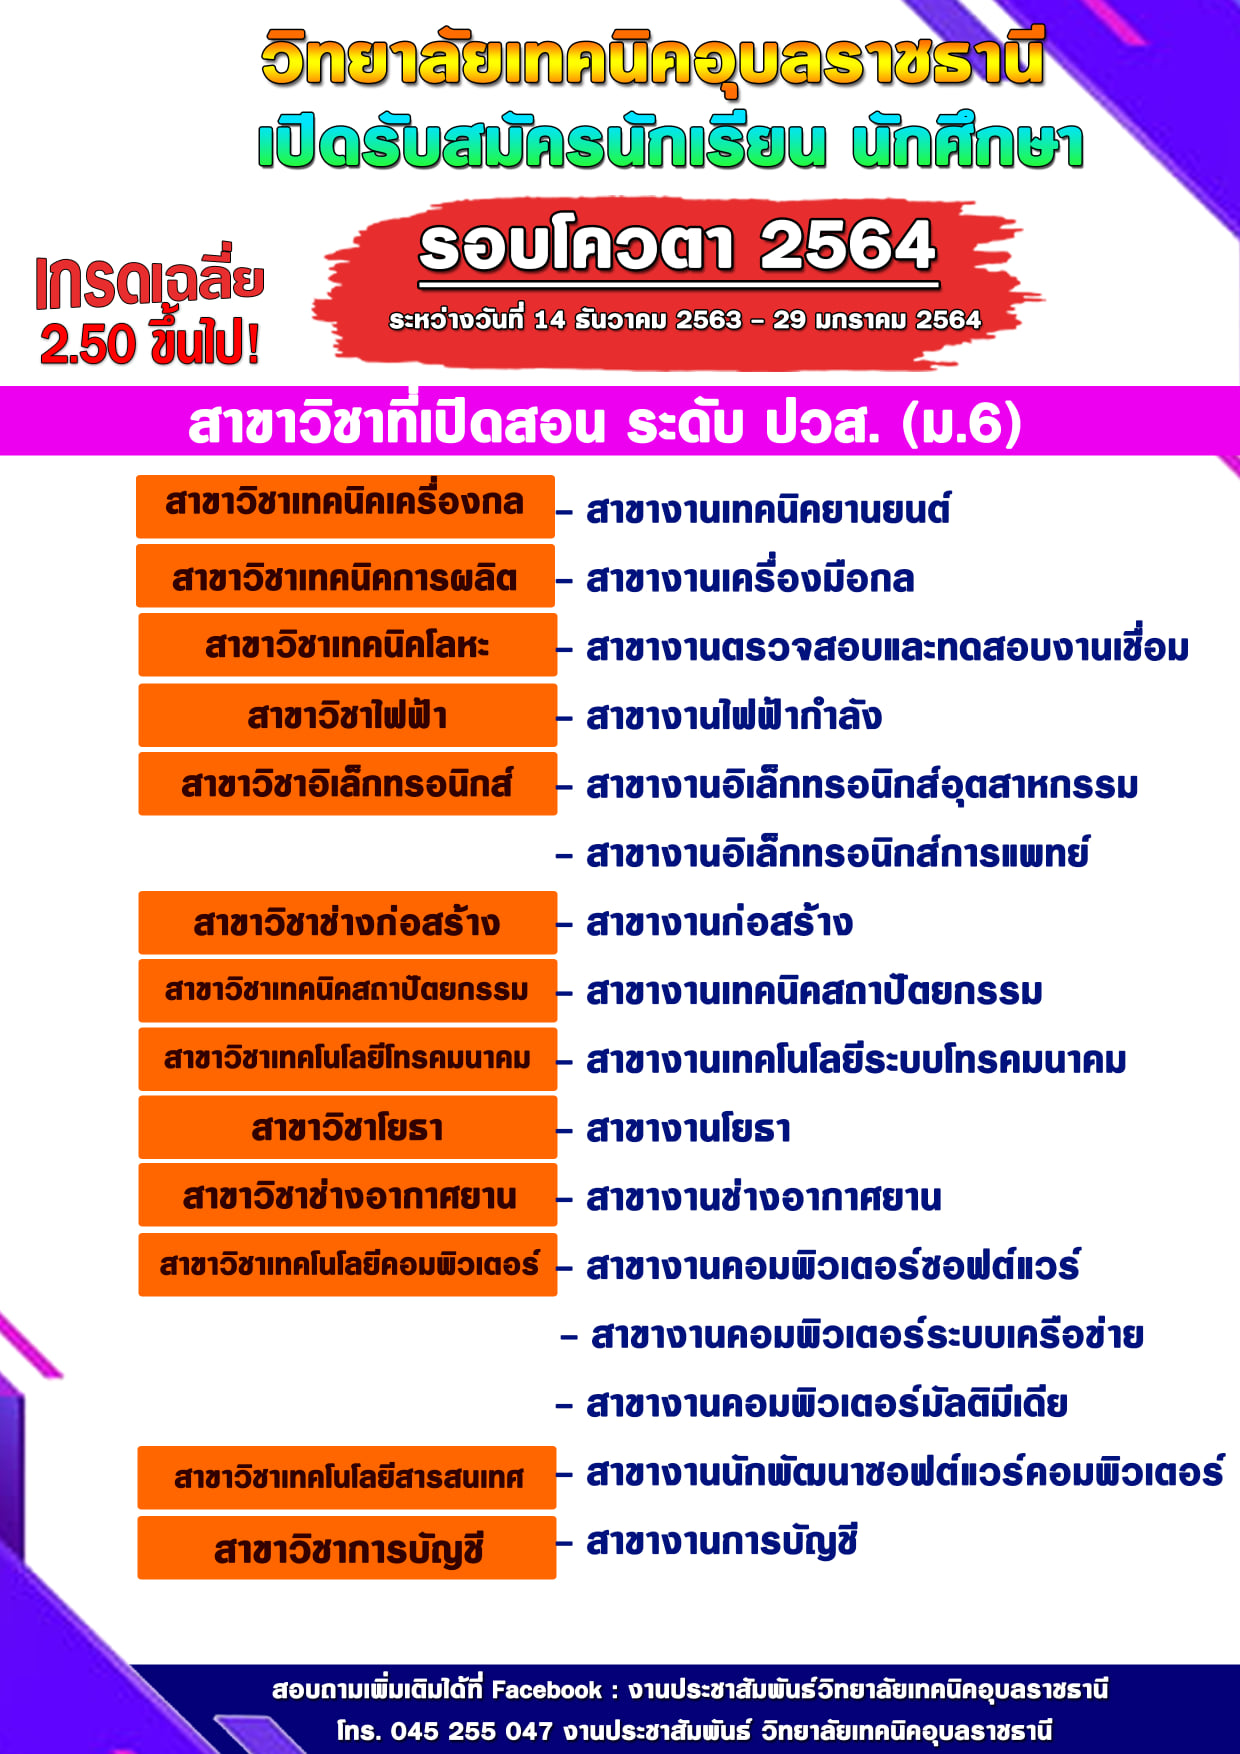 วิทยาลัยเทคนิคอุบลราชธานี
เปิดรับสมัครนักเรียน นักศึกษา
รอบโควตา 2564
ระหว่างวันที่ 14 ธันวาคม 2563 – 29 มกราคม 2564
เกรดเฉลี่ย
2.50 ขึ้นไป!
สาขาวิชาที่เปิดสอน ระดับ ปวส. (ม.6)
สาขาวิชาเทคนิคเครื่องกล – สาขางานเทคนิคยานยนต์
สาขาวิชาเทคนิคการผลิต – สาขางานเครื่องมือกล
สาขาวิชาเทคนิคโลหะ – สาขางานตรวจสอบและทดสอบงานเชื่อม
สาขาวิชาไฟฟ้า – สาขางานไฟฟ้ากำลัง
สาขาวิชาอิเล็กทรอนิกส์ – สาขางานอิเล็กทรอนิกส์อุตสาหกรรม
– สาขางานอิเล็กทรอนิกส์การแพทย์
สาขาวิชาช่างก่อสร้าง – สาขางานก่อสร้าง
สาขาวิชาเทคนิคสถาปัตยกรรม – สาขางานเทคนิคสถาปัตยกรรม
สาขาวิชาเทคโนโลยีโทรคมนาคม – สาขางานเทคโนโลยีระบบโทรคมนาคม
สาขาวิชาโยธา – สาขางานโยธา
สาขาวิชาช่างอากาศยาน – สาขางานช่างอากาศยาน
สาขาวิชาเทคโนโลยีคอมพิวเตอร์ – สาขางานคอมพิวเตอร์ซอฟต์แวร์
– สาขางานคอมพิวเตอร์ระบบเครือข่าย
– สาขางานคอมพิวเตอร์มัลติมีเดีย
สาขาวิชาเทคโนโลยีสารสนเทศ – สาขางานนักพัฒนาซอฟต์แวร์คอมพิวเตอร์
สาขาวิชาการบัญชี – สาขางานการบัญชี
สอบถามเพิ่มเติมได้ที่ Facebook : งานประชาสัมพันธ์วิทยาลัยเทคนิคอุบลราชธานี
โทร. 045 255 047 งานประชาสัมพันธ์ วิทยาลัยเทคนิคอุบลราชธานี